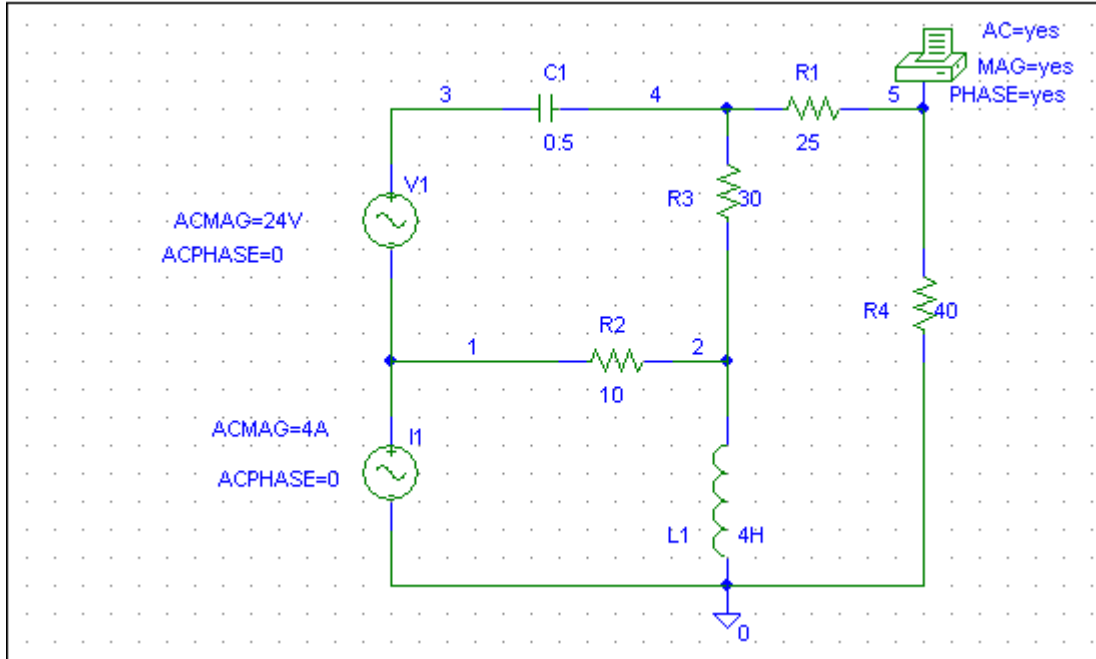 AC=yes
MAG=yes
PHASE=yes
C1
R1
3
4
5
0.5
25
V1
R3
30
ACMAG=24V
ACPHASE=0
R2
R4
40
1
2
10
ACMAG=4A
I1
ACPHASE=0
L1
4H
0